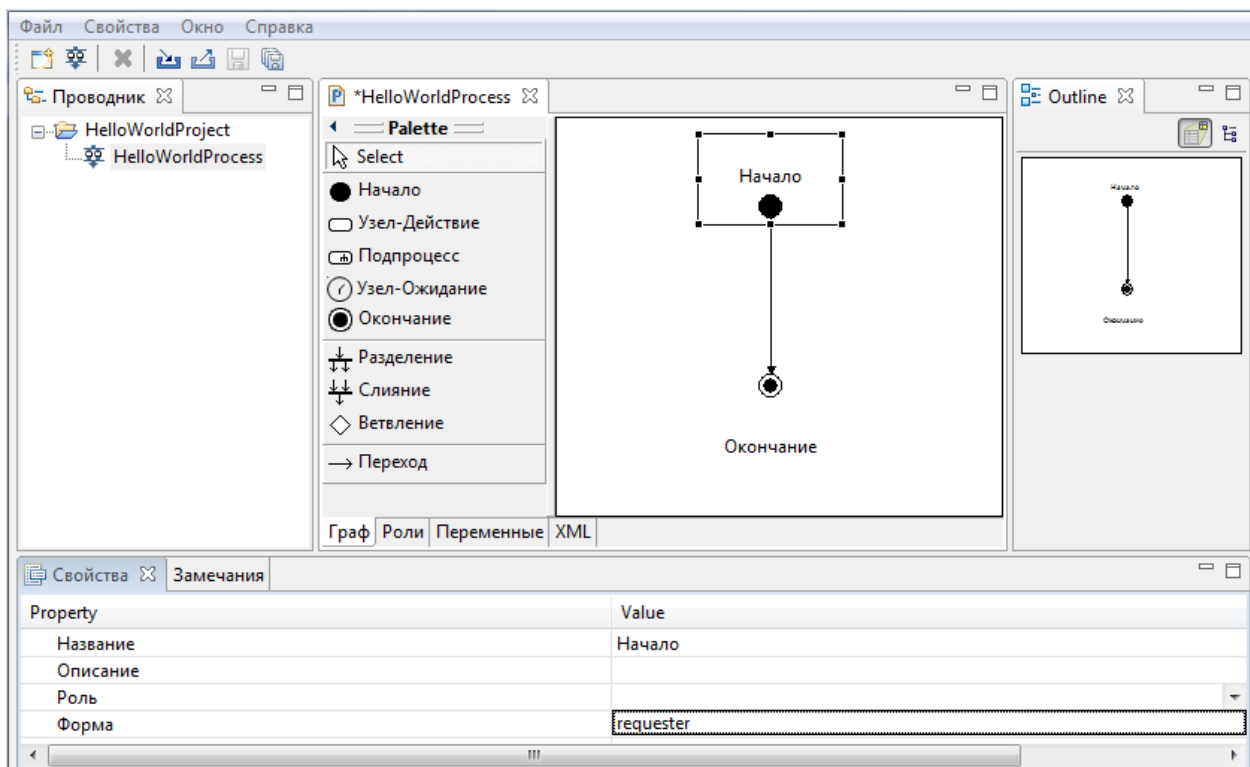 Файл Свойства Окно Справка
Проводник
HelloWorldProject
HelloWorldProcess
*HelloWorldProcess
Palette
Select
Начало
Узел-Действие
Подпроцесс
Узел-Ожидание
Окончание
Разделение
Слияние
Ветвление
Переход
Начало
Окончание
Граф Роли Переменные XML
Outline
Начало
Окончание
Свойства Замечания
Property Value
Название Начало
Описание
Роль
Форма requester